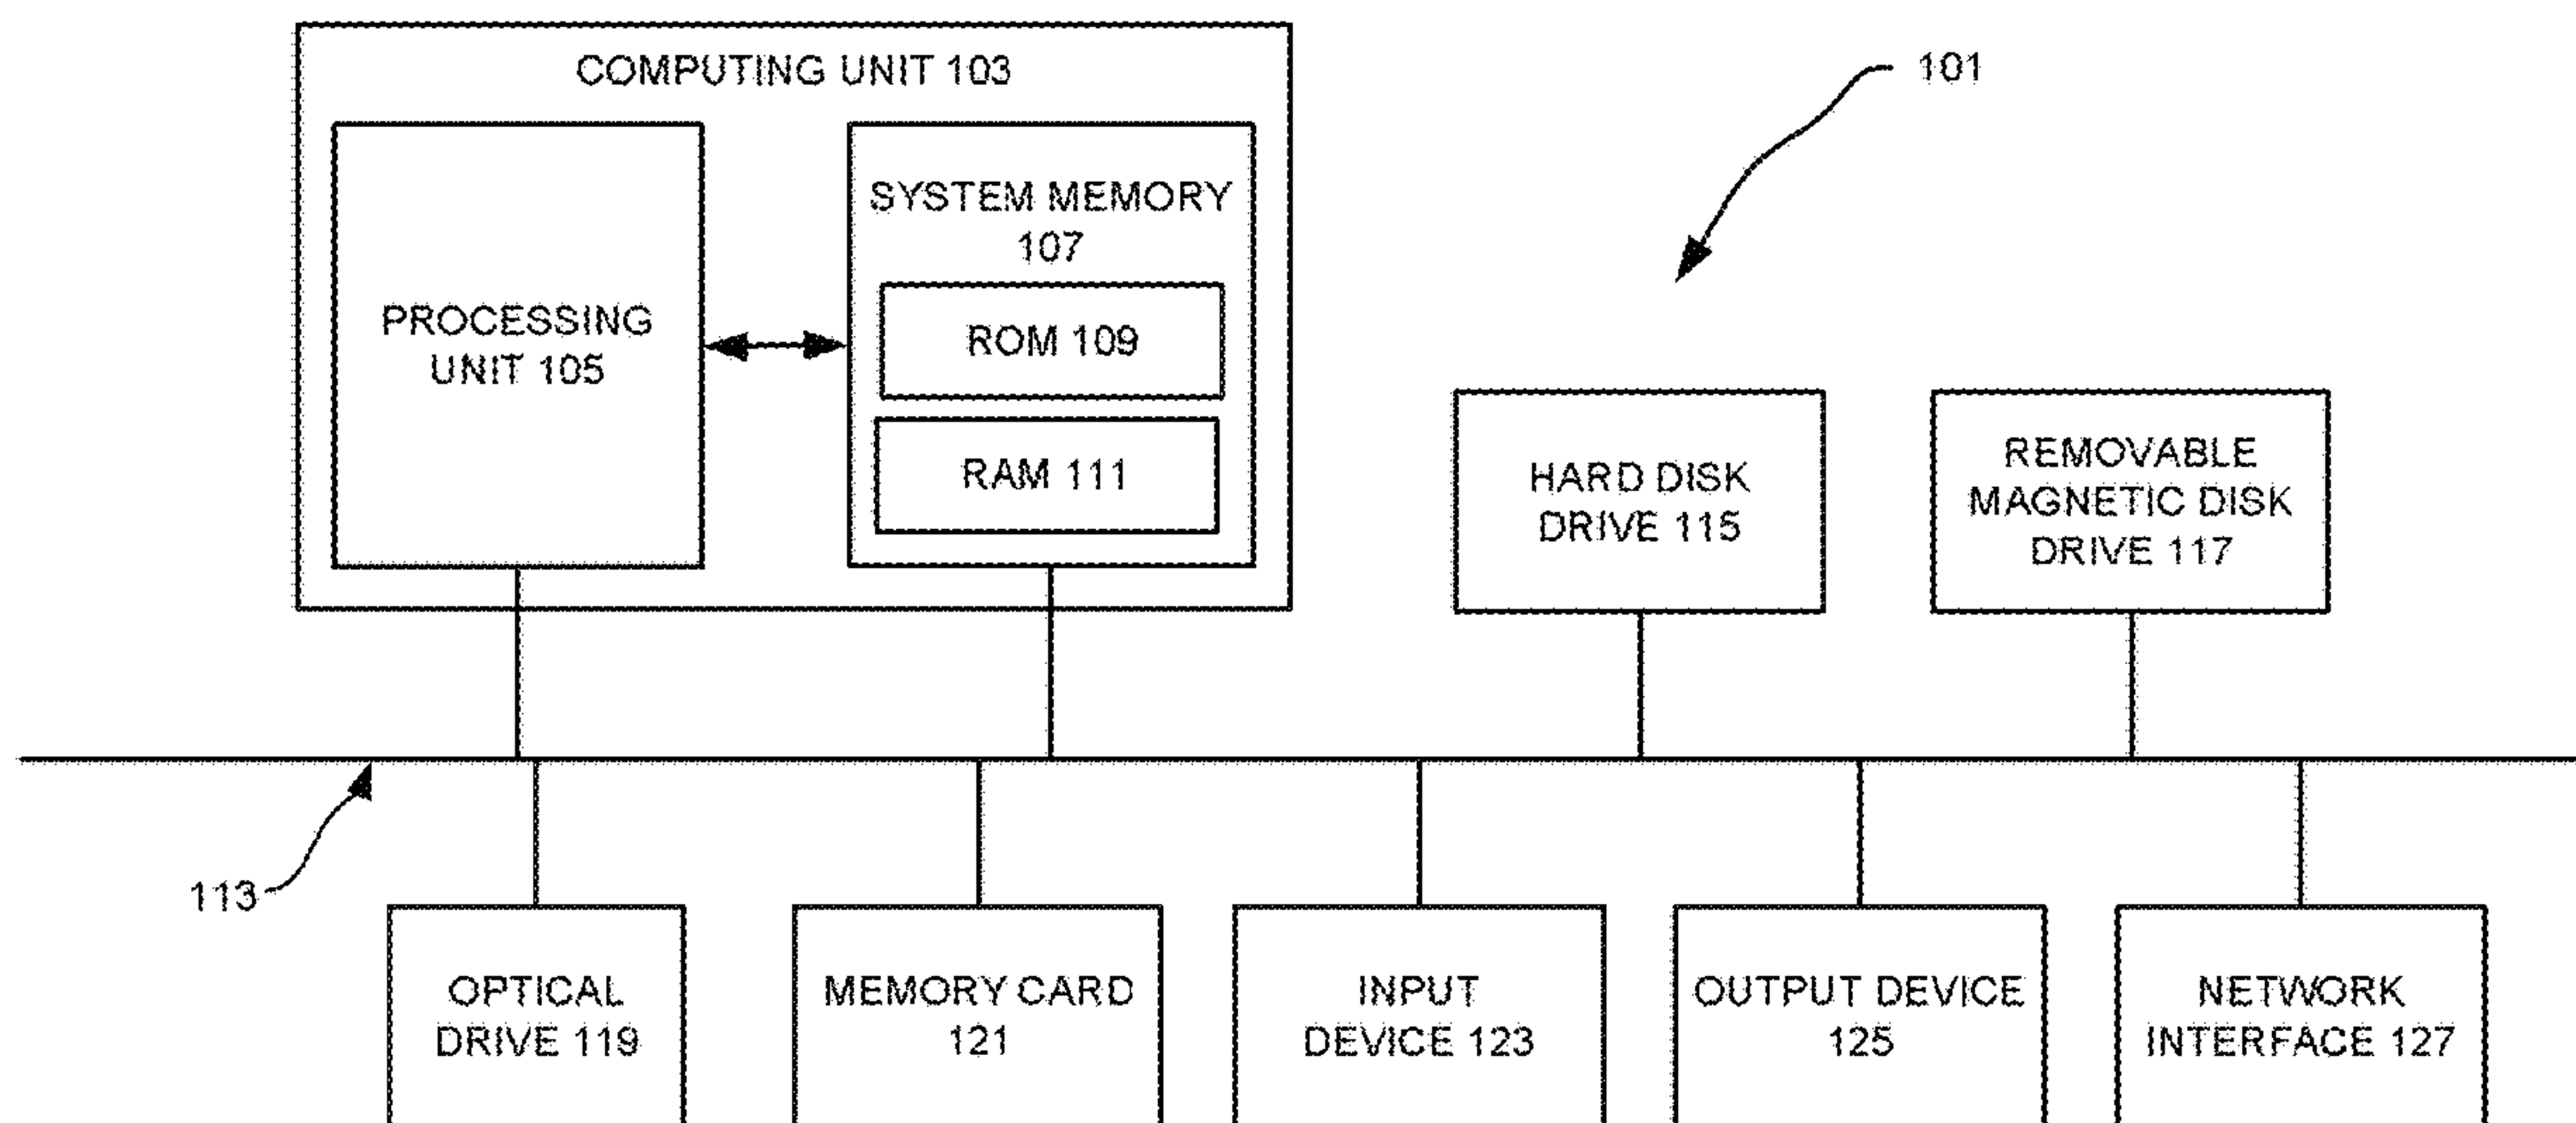 COMPUTING UNIT 103
101
SYSTEM MEMORY
107
PROCESSING
UNIT 105
ROM 109
RAM 111
HARD DISK
DRIVE 115
REMOVABLE
MAGNETIC DISK
DRIVE 117
113
OPTICAL
DRIVE 119
MEMORY CARD
121
INPUT
DEVICE 123
OUTPUT DEVICE
125
NETWORK
INTERFACE 127